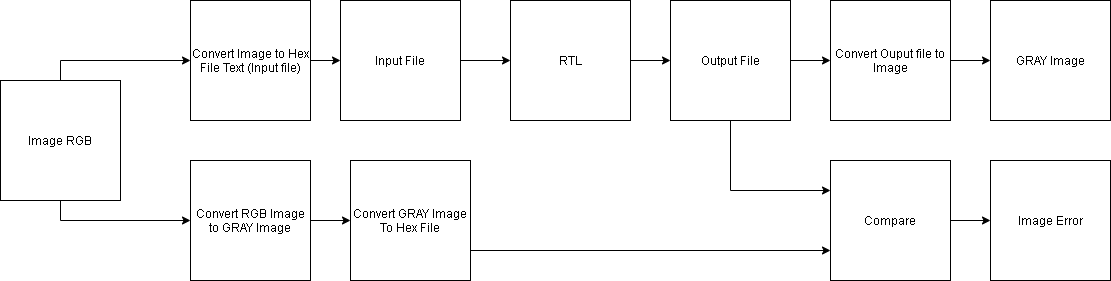 Convert Image to Hex
File Text (Input file)
Input File
RTL
Output File
Convert Ouput file to
Image
GRAY Image
Image RGB
Convert RGB Image
to GRAY Image
Convert GRAY Image
To Hex File
Compare
Image Error